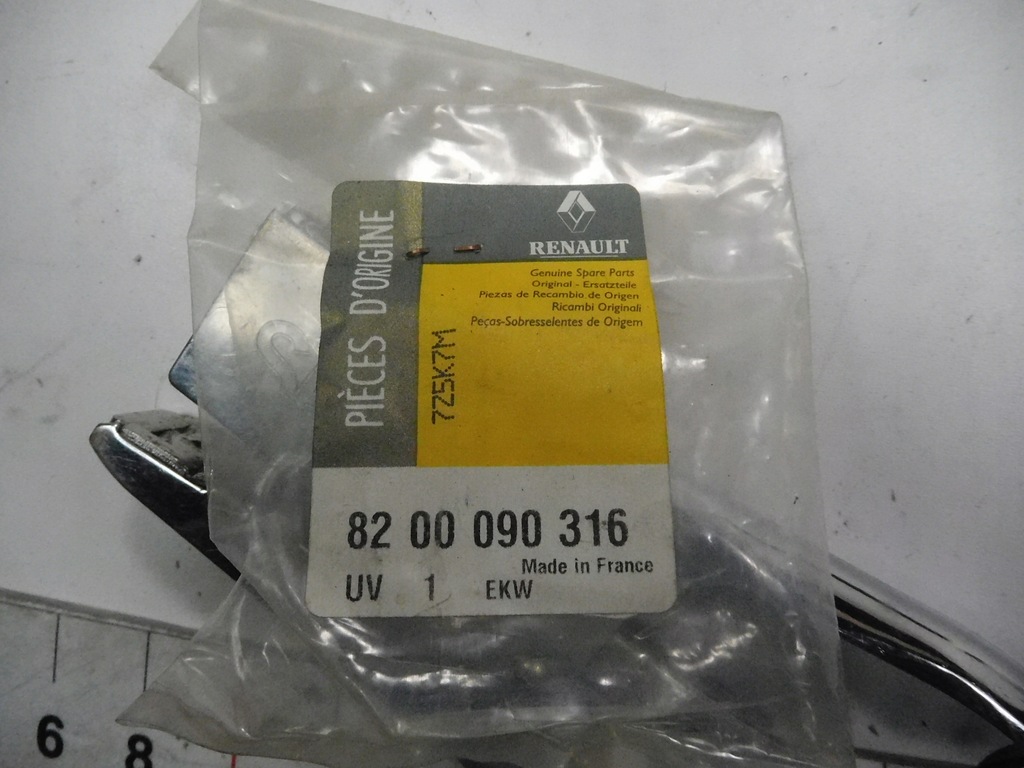 PIÈCES D'ORIGINE
RENAULT
Genuine Spare Parts
Original - Ersatzteile
Piezas de Recambio de Origen
Ricambi Originali
Peças-Sobresselentes de Origem
7Z5K7M
82 00 090 316
Made in France
UV 1 EKW
6
8